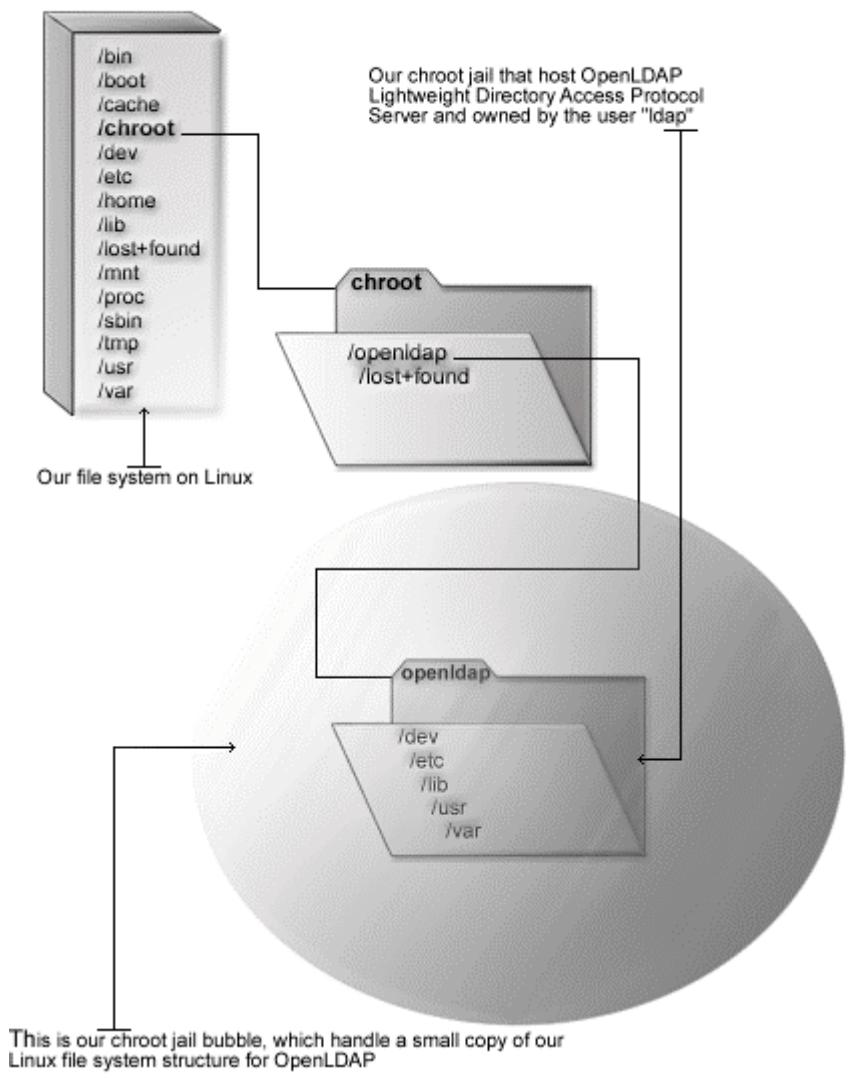 /bin
/boot
/cache
/chroot
/dev
/etc
/home
/lib
/lost+found
/mnt
/proc
/sbin
/tmp
/usr
/var
Our file system on Linux
Our chroot jail that host OpenLDAP
Lightweight Directory Access Protocol
Server and owned by the user "ldap"
chroot
/openldap
/lost+found
openldap
/dev
/etc
/lib
/usr
/var
This is our chroot jail bubble, which handle a small copy of our
Linux file system structure for OpenLDAP